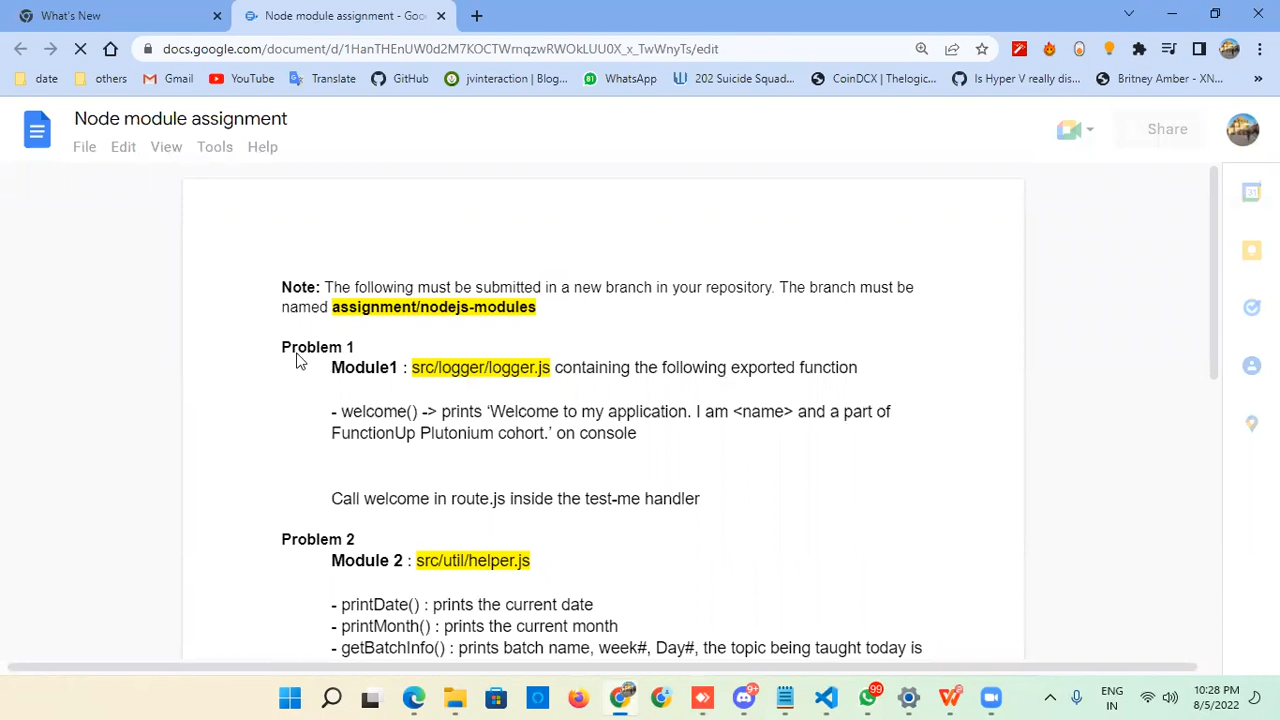 What's New
Node module assignment - Goo
docs.google.com/document/d/1HanTHEnUW0d2M7KOCTWrnqzwRWOkLUU0X_x_TwWnyTs/edit
date others Gmail YouTube Translate GitHub jvinteraction | Blog... WhatsApp 202 Suicide Squad... CoinDCX | Thelogic... Is Hyper V really dis... Britney Amber - XN... »
Node module assignment
Share
File Edit View Tools Help
31
Note: The following must be submitted in a new branch in your repository. The branch must be
named assignment/nodejs-modules
Problem 1
Module1 : src/logger/logger.js containing the following exported function
- welcome() -> prints ‘Welcome to my application. I am <name> and a part of
FunctionUp Plutonium cohort.’ on console
Call welcome in route.js inside the test-me handler
Problem 2
Module 2 : src/util/helper.js
- printDate() : prints the current date
- printMonth() : prints the current month
- getBatchInfo() : prints batch name, week#, Day#, the topic being taught today is
9+
99
ENG
IN
10:28 PM
8/5/2022